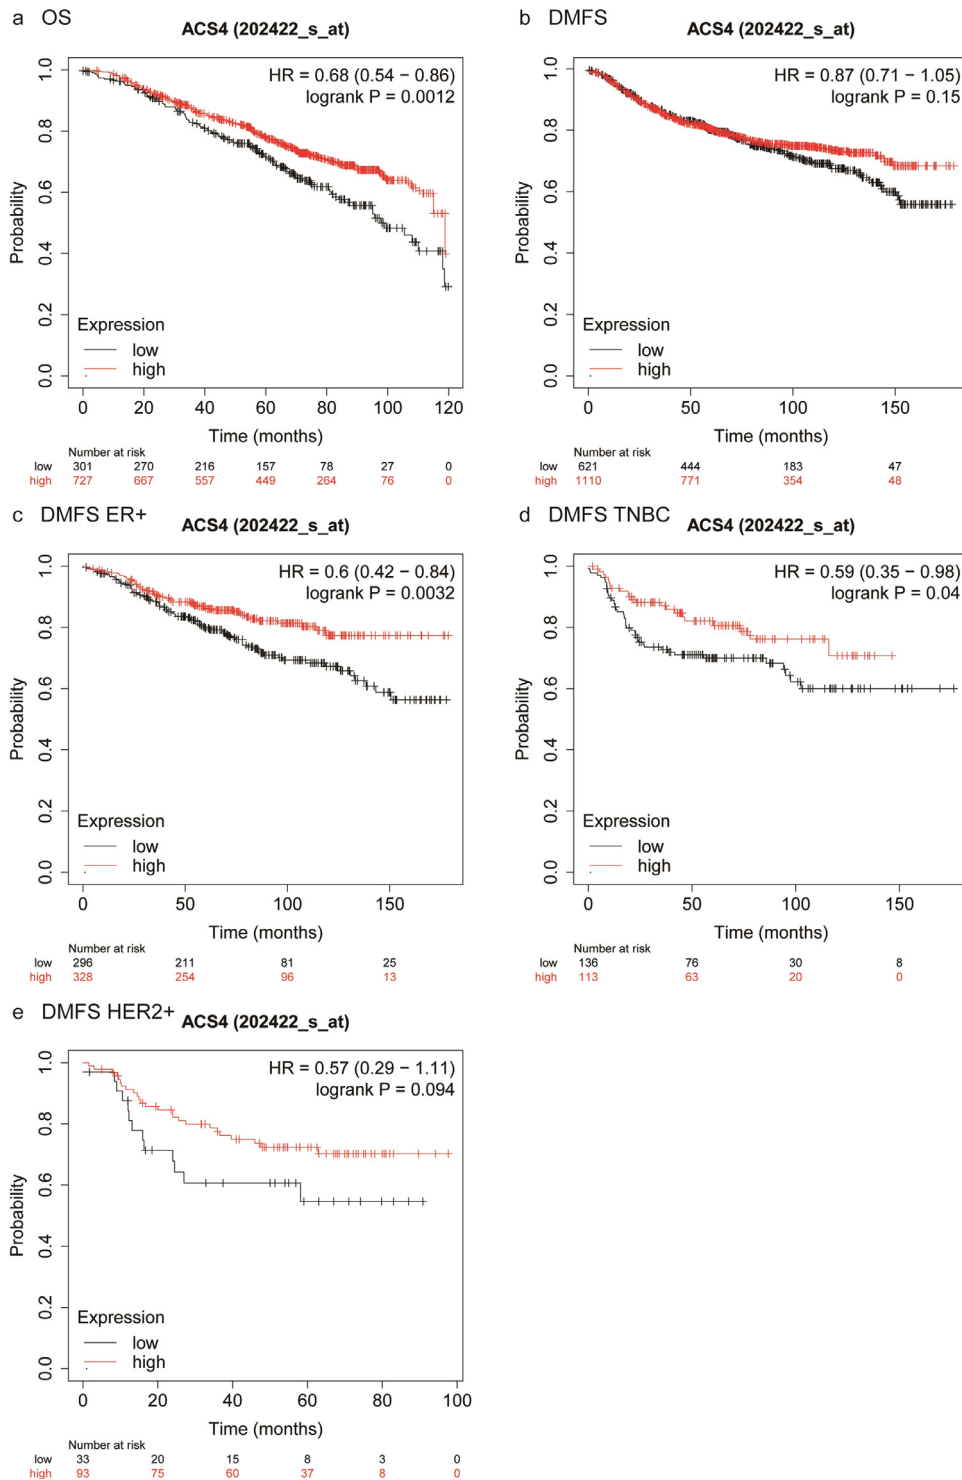 a OS
ACS4 (202422_s_at)
HR = 0.68 (0.54 − 0.86)
logrank P = 0.0012
Probability
1.0
0.8
0.6
0.4
0.2
0.0
Expression
low
high
0 20 40 60 80 100 120
Time (months)
Number at risk
low 301 270 216 157 78 27 0
high 727 667 557 449 264 76 0
b DMFS
ACS4 (202422_s_at)
HR = 0.87 (0.71 − 1.05)
logrank P = 0.15
Probability
1.0
0.8
0.6
0.4
0.2
0.0
Expression
low
high
0 50 100 150
Time (months)
Number at risk
low 621 444 183 47
high 1110 771 354 48
c DMFS ER+
ACS4 (202422_s_at)
HR = 0.6 (0.42 − 0.84)
logrank P = 0.0032
Probability
1.0
0.8
0.6
0.4
0.2
0.0
Expression
low
high
0 50 100 150
Time (months)
Number at risk
low 296 211 81 25
high 328 254 96 13
d DMFS TNBC
ACS4 (202422_s_at)
HR = 0.59 (0.35 − 0.98)
logrank P = 0.04
Probability
1.0
0.8
0.6
0.4
0.2
0.0
Expression
low
high
0 50 100 150
Time (months)
Number at risk
low 136 76 30 8
high 113 63 20 0
e DMFS HER2+
ACS4 (202422_s_at)
HR = 0.57 (0.29 − 1.11)
logrank P = 0.094
Probability
1.0
0.8
0.6
0.4
0.2
0.0
Expression
low
high
0 20 40 60 80 100
Time (months)
Number at risk
low 33 20 15 8 3 0
high 93 75 60 37 8 0